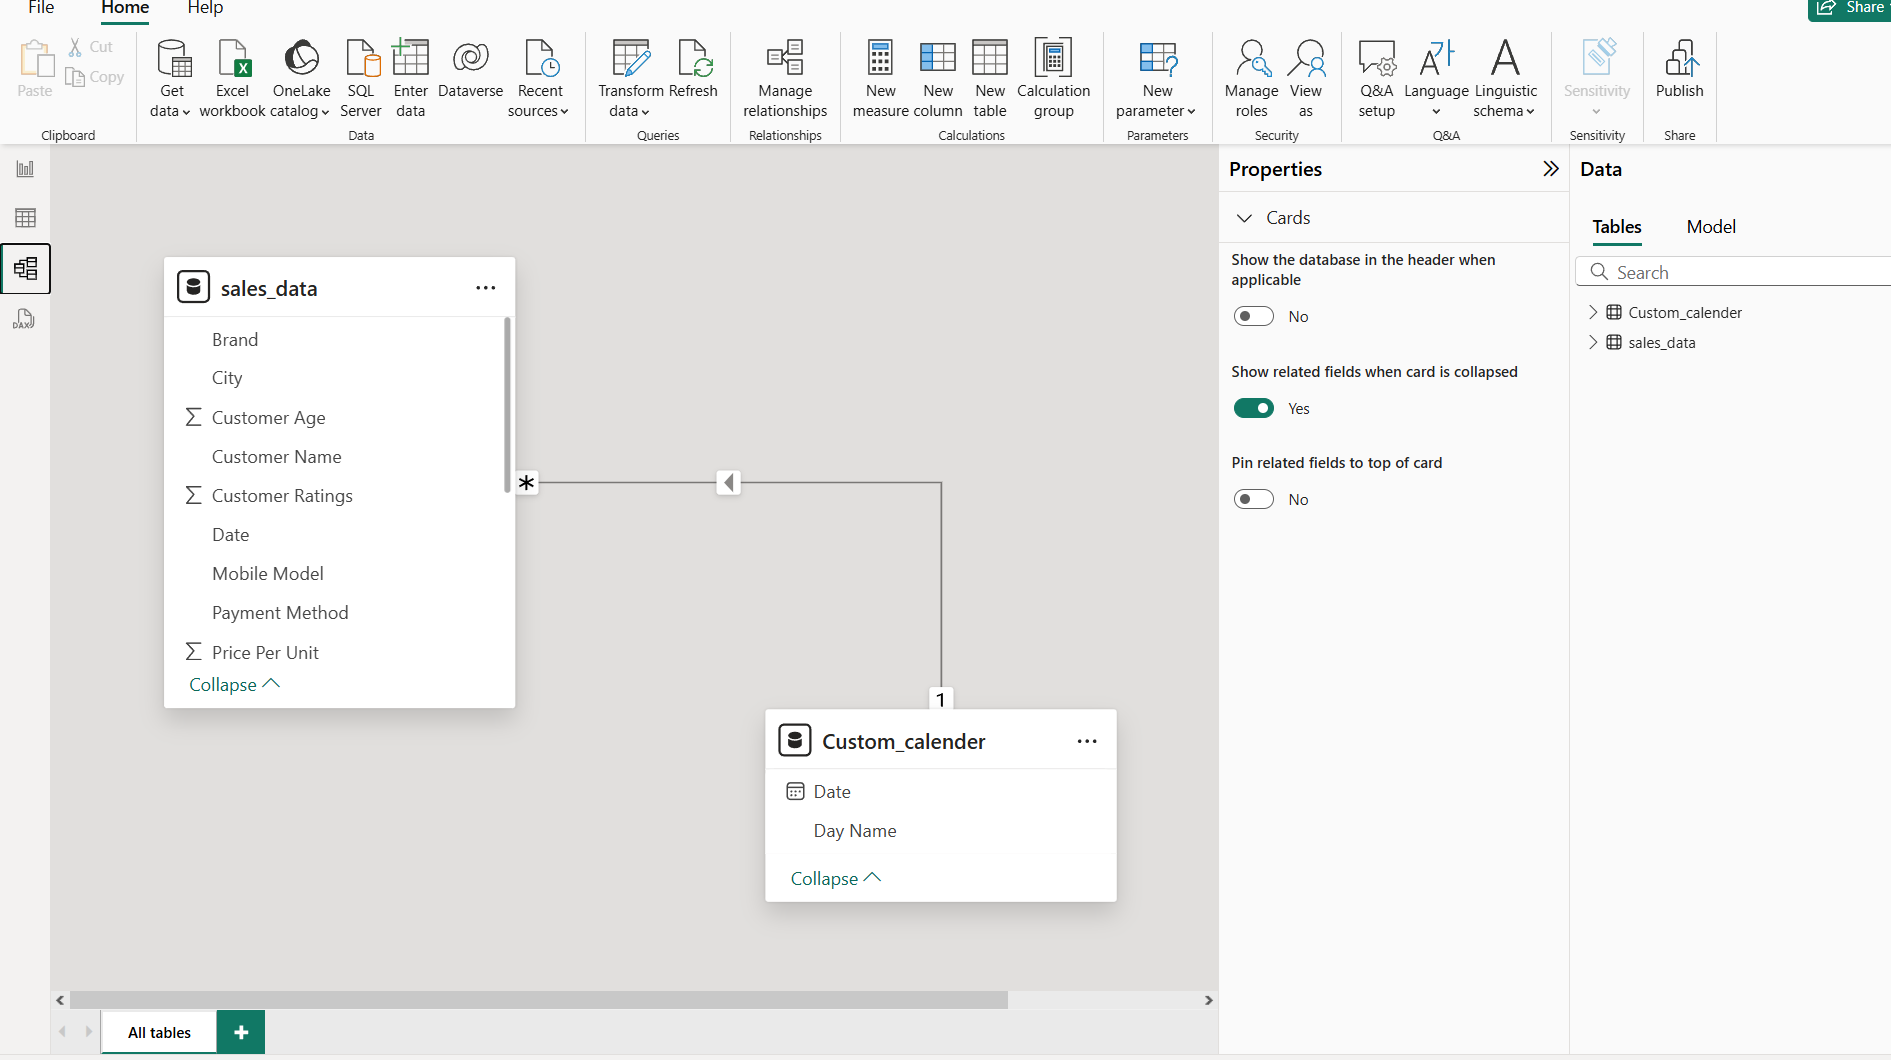 File Home Help
Share
Paste
Cut
Copy
Clipboard
Get data
Excel workbook
OneLake catalog
SQL Server
Enter data
Dataverse
Recent sources
Data
Transform data
Refresh
Queries
Manage relationships
Relationships
New measure
New column
New table
Calculation group
Calculations
New parameter
Parameters
Manage roles
View as
Security
Q&A setup
Language
Linguistic schema
Q&A
Sensitivity
Sensitivity
Publish
Share
DAX
sales_data
Brand
City
Σ Customer Age
Customer Name
Σ Customer Ratings
Date
Mobile Model
Payment Method
Σ Price Per Unit
Collapse
*
1
Custom_calender
Date
Day Name
Collapse
All tables
Properties
Cards
Show the database in the header when
applicable
No
Show related fields when card is collapsed
Yes
Pin related fields to top of card
No
Data
Tables Model
Search
Custom_calender
sales_data